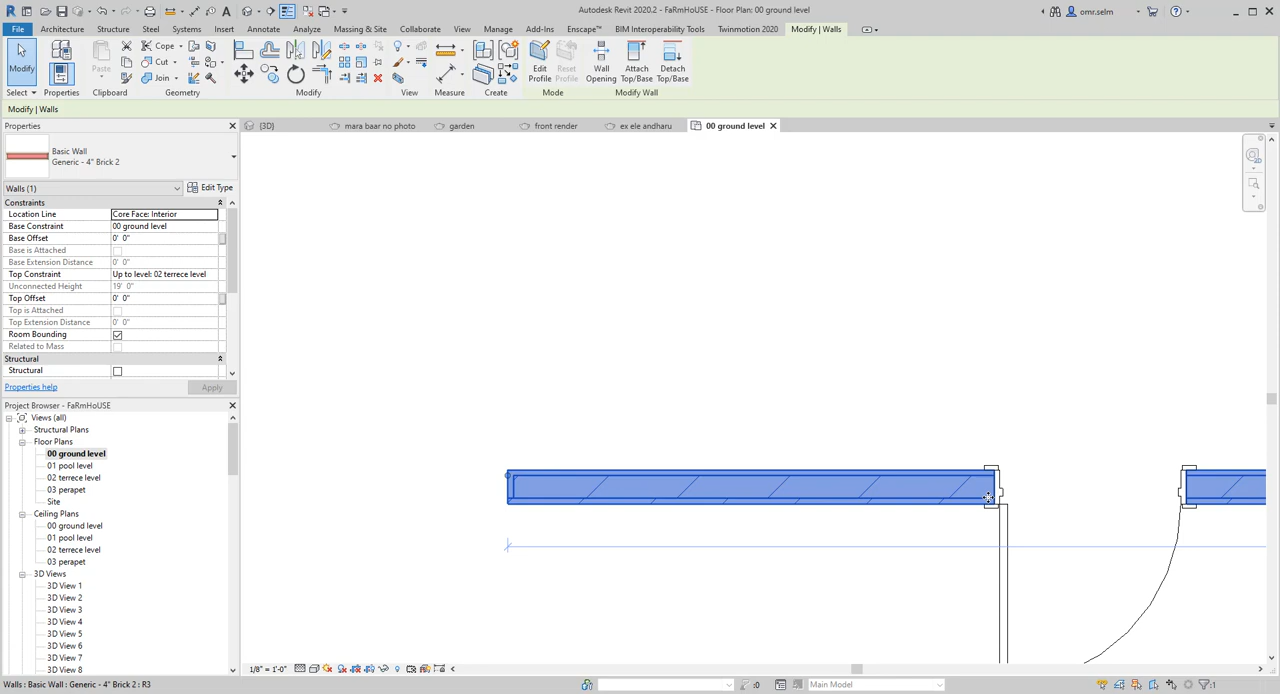 Autodesk Revit 2020.2 - FaRmHoUSE - Floor Plan: 00 ground level
omr.selm
File Architecture Structure Steel Systems Insert Annotate Analyze Massing & Site Collaborate View Manage Add-Ins Enscape™ BIM Interoperability Tools Twinmotion 2020 Modify | Walls
Modify Paste Cope Cut Join Edit Profile Reset Profile Wall Opening Attach Top/Base Detach Top/Base
Select Properties Clipboard Geometry Modify View Measure Create Mode Modify Wall
Modify | Walls
Properties
{3D} mara baar no photo garden front render ex ele andharu 00 ground level
Basic Wall
Generic - 4" Brick 2
Walls (1) Edit Type
Constraints
Location Line Core Face: Interior
Base Constraint 00 ground level
Base Offset 0' 0"
Base is Attached
Base Extension Distance 0' 0"
Top Constraint Up to level: 02 terrece level
Unconnected Height 19' 0"
Top Offset 0' 0"
Top is Attached
Top Extension Distance 0' 0"
Room Bounding
Related to Mass
Structural
Structural
Properties help Apply
Project Browser - FaRmHoUSE
Views (all)
Structural Plans
Floor Plans
00 ground level
01 pool level
02 terrece level
03 perapet
Site
Ceiling Plans
00 ground level
01 pool level
02 terrece level
03 perapet
3D Views
3D View 1
3D View 2
3D View 3
3D View 4
3D View 5
3D View 6
3D View 7
3D View 8
1/8" = 1'-0"
Walls : Basic Wall : Generic - 4" Brick 2 : R3 :0 Main Model :1